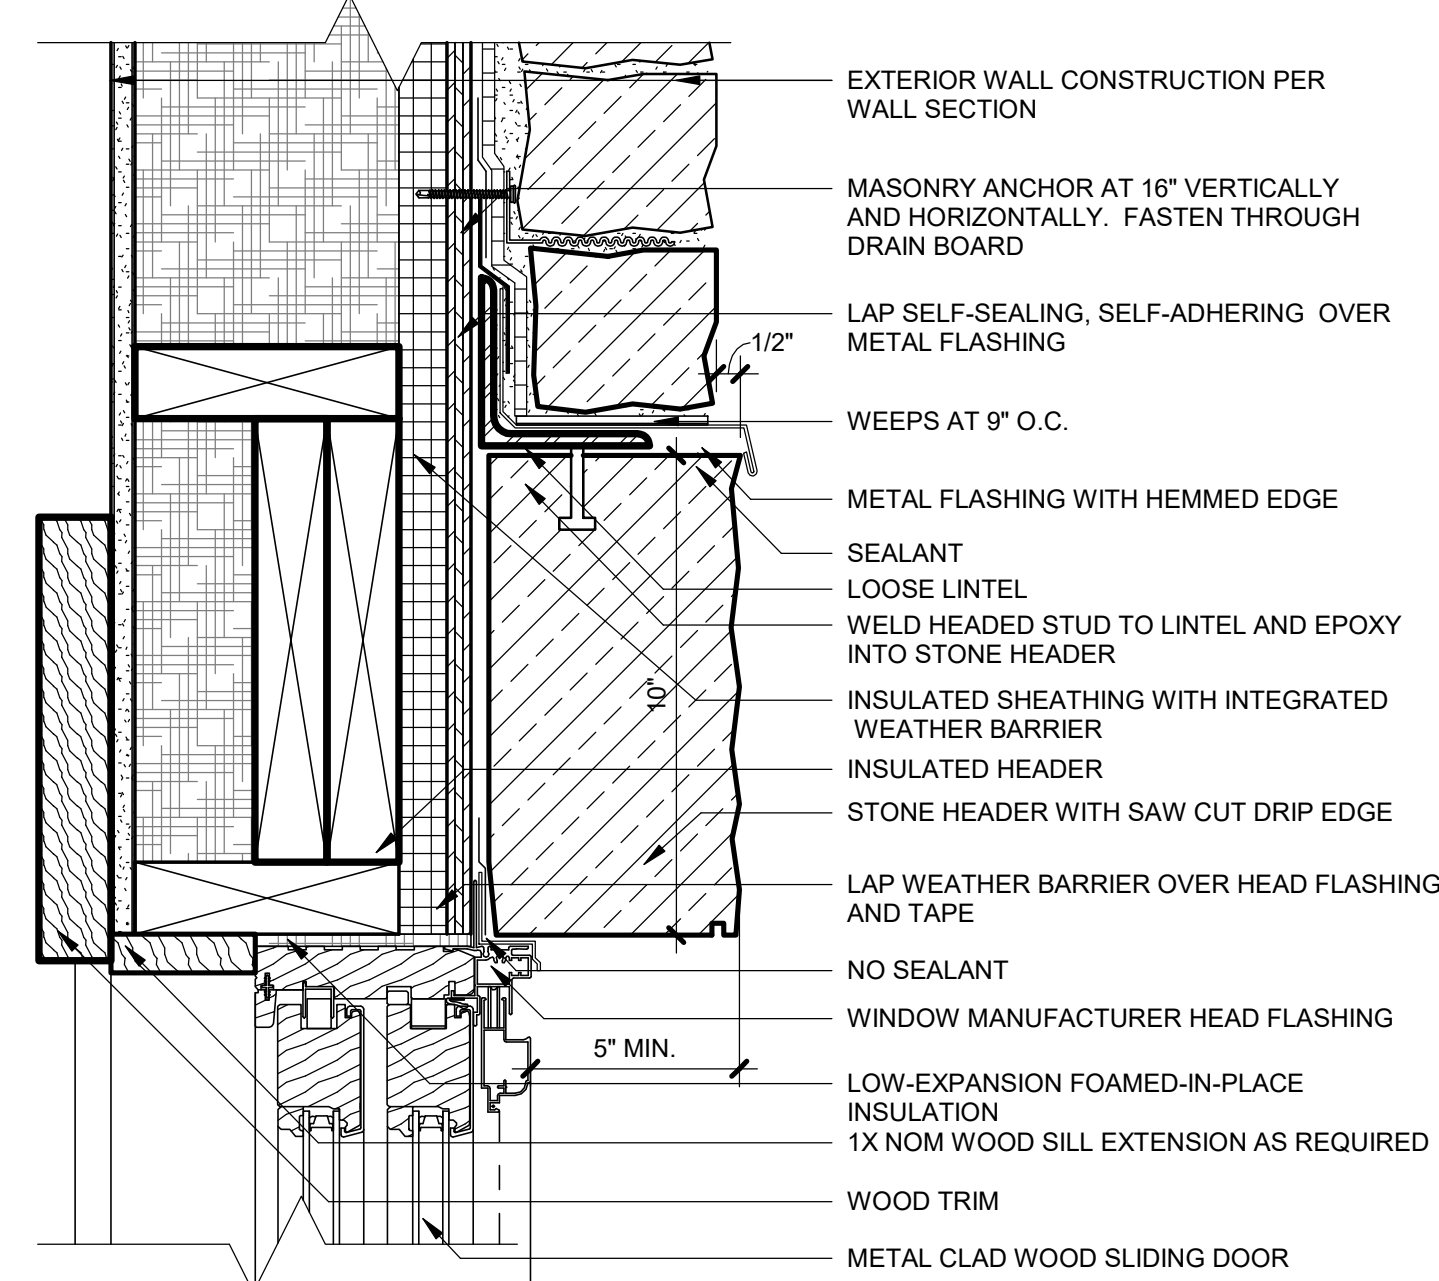 EXTERIOR WALL CONSTRUCTION PER
WALL SECTION
MASONRY ANCHOR AT 16" VERTICALLY
AND HORIZONTALLY. FASTEN THROUGH
DRAIN BOARD
LAP SELF-SEALING, SELF-ADHERING OVER
METAL FLASHING
1/2"
WEEPS AT 9" O.C.
METAL FLASHING WITH HEMMED EDGE
SEALANT
LOOSE LINTEL
WELD HEADED STUD TO LINTEL AND EPOXY
INTO STONE HEADER
10"
INSULATED SHEATHING WITH INTEGRATED
WEATHER BARRIER
INSULATED HEADER
STONE HEADER WITH SAW CUT DRIP EDGE
LAP WEATHER BARRIER OVER HEAD FLASHING
AND TAPE
NO SEALANT
WINDOW MANUFACTURER HEAD FLASHING
5" MIN.
LOW-EXPANSION FOAMED-IN-PLACE
INSULATION
1X NOM WOOD SILL EXTENSION AS REQUIRED
WOOD TRIM
METAL CLAD WOOD SLIDING DOOR